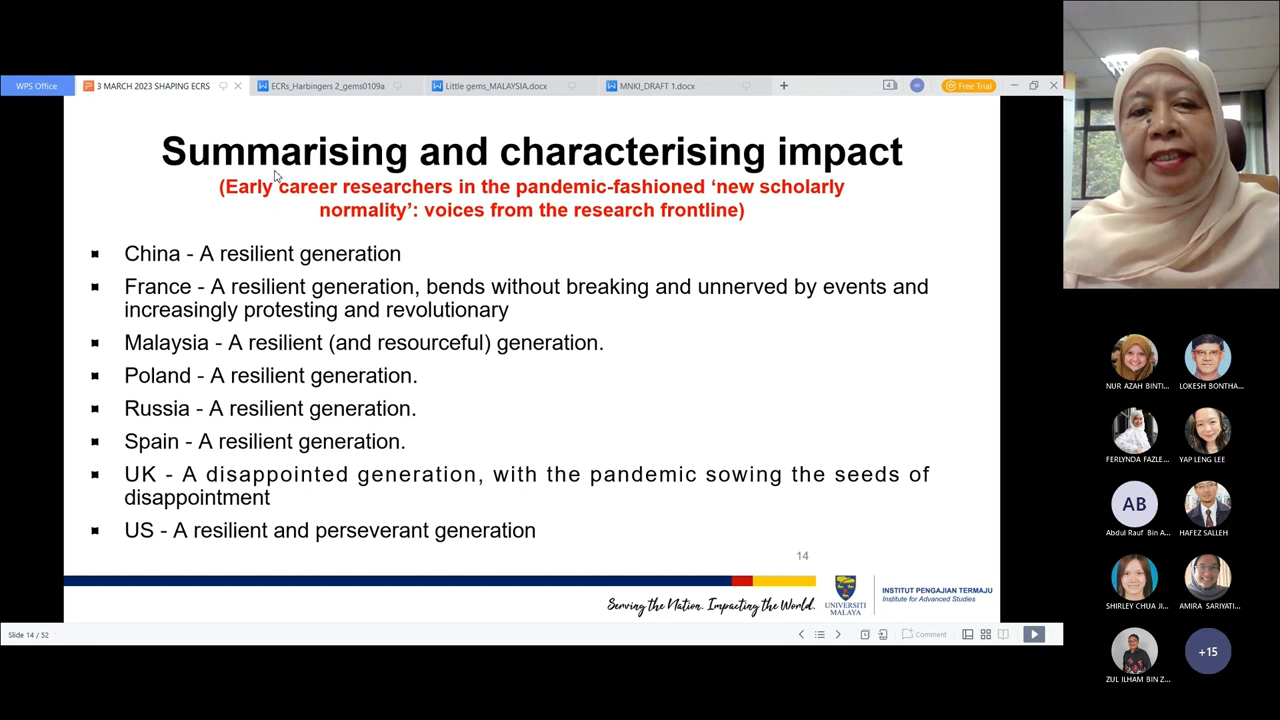 WPS Office
3 MARCH 2023 SHAPING ECRS
ECRs_Harbingers 2_gems0109a
Little gems_MALAYSIA.docx
MNKI_DRAFT 1.docx
4
Free Trial
Summarising and characterising impact
(Early career researchers in the pandemic-fashioned ‘new scholarly
normality’: voices from the research frontline)
China - A resilient generation
France - A resilient generation, bends without breaking and unnerved by events and
increasingly protesting and revolutionary
Malaysia - A resilient (and resourceful) generation.
Poland - A resilient generation.
Russia - A resilient generation.
Spain - A resilient generation.
UK - A disappointed generation, with the pandemic sowing the seeds of
disappointment
US - A resilient and perseverant generation
14
Serving the Nation. Impacting the World.
UNIVERSITI
MALAYA
INSTITUT PENGAJIAN TERMAJU
Institute for Advanced Studies
Slide 14 / 52
Comment
NUR AZAH BINTI...
LOKESH BONTHA...
FERLYNDA FAZLE...
YAP LENG LEE
AB
Abdul Rauf Bin A...
HAFEZ SALLEH
SHIRLEY CHUA JI...
AMIRA SARIYATI...
ZUL ILHAM BIN Z...
+15